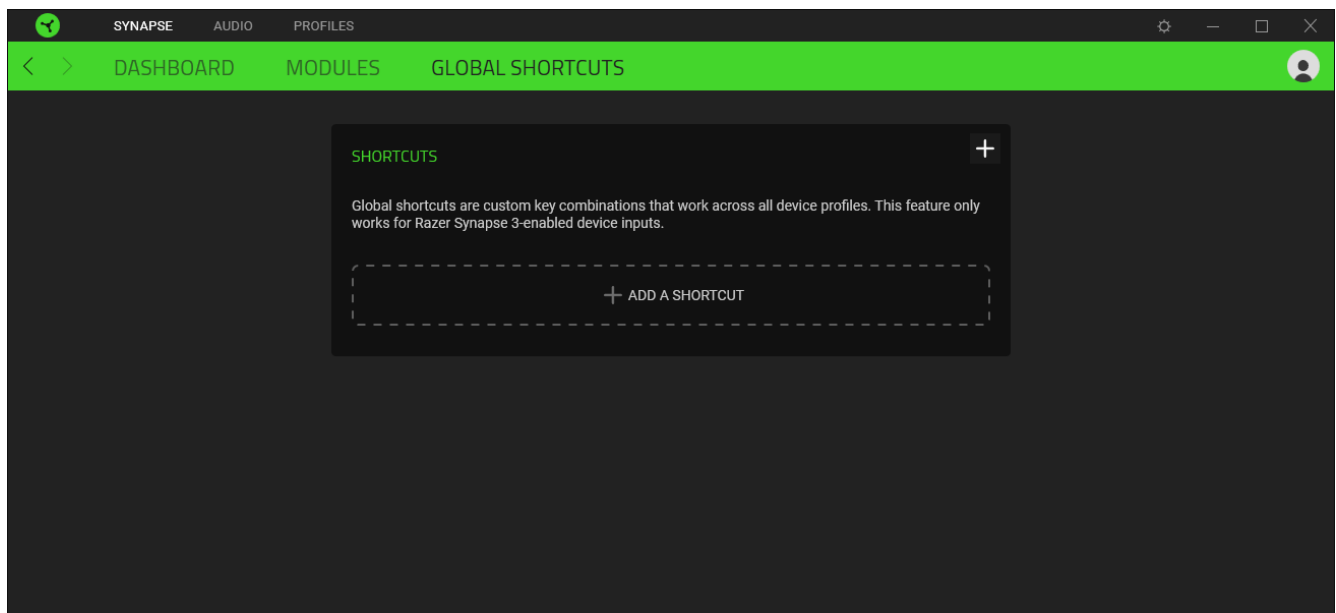 SYNAPSE AUDIO PROFILES
DASHBOARD MODULES GLOBAL SHORTCUTS
SHORTCUTS
Global shortcuts are custom key combinations that work across all device profiles. This feature only
works for Razer Synapse 3-enabled device inputs.
ADD A SHORTCUT